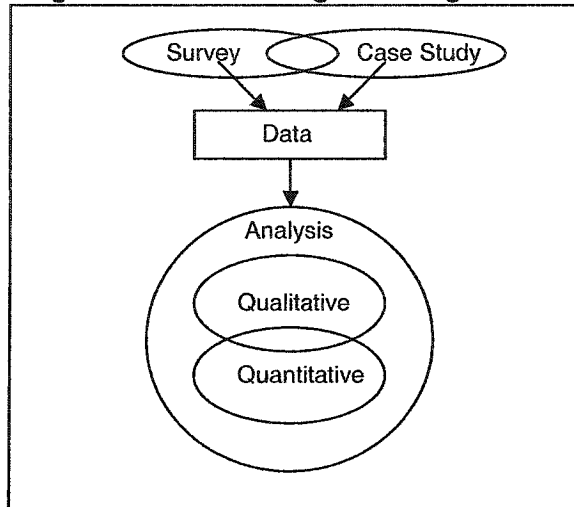 Survey Case Study
Data
Analysis
Qualitative
Quantitative